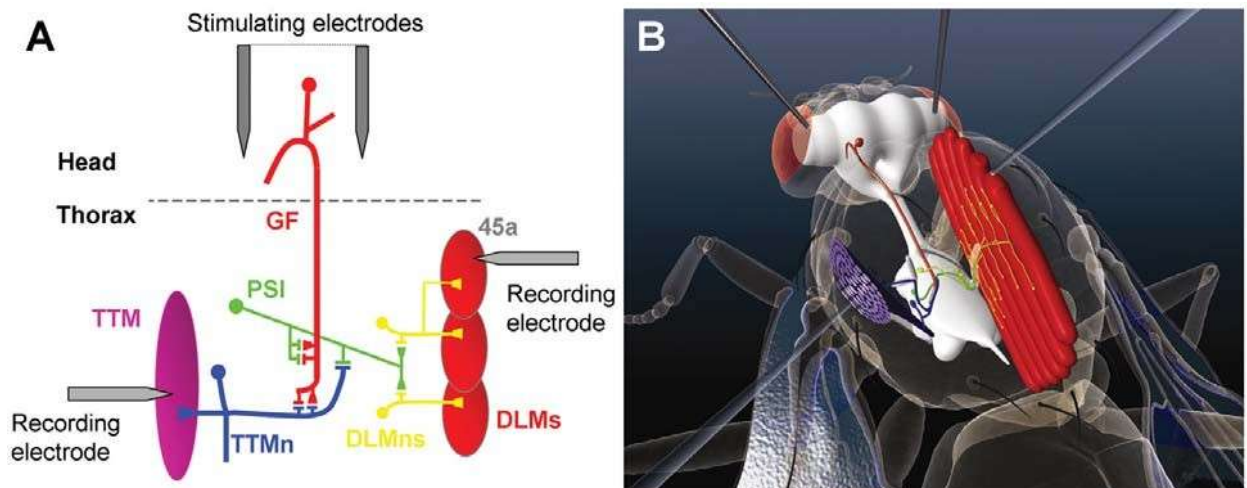 A
Stimulating electrodes
Head
Thorax
GF
45a
PSI
Recording
electrode
TTM
Recording
electrode
TTMn
DLMns
DLMs
B